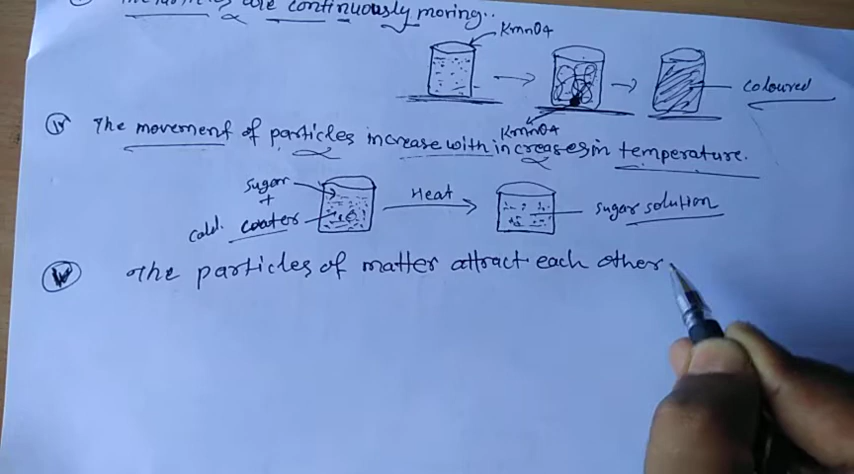 are continuously moving..
KMnO4
Coloured
KMnO4
(iv) The movement of particles increase with increases in temperature.
Sugar
+
Cold. water
Heat
Sugar solution
(v) The particles of matter attract each other